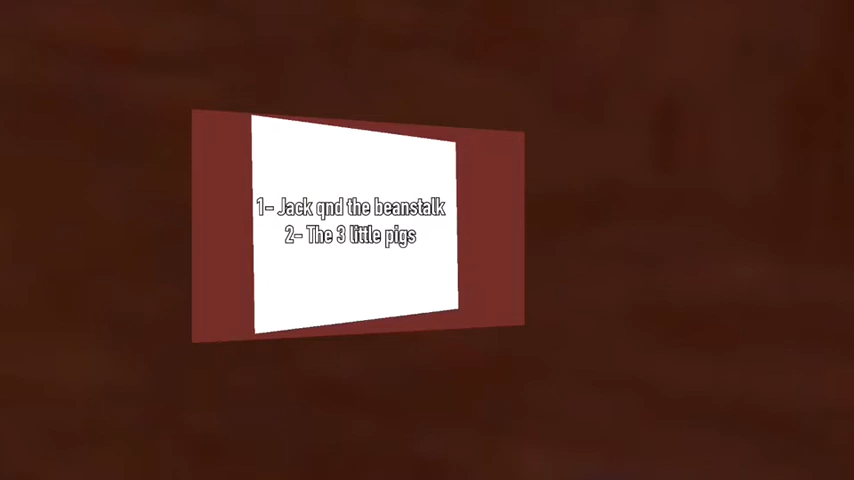 1- Jack qnd the beanstalk
2- The 3 little pigs